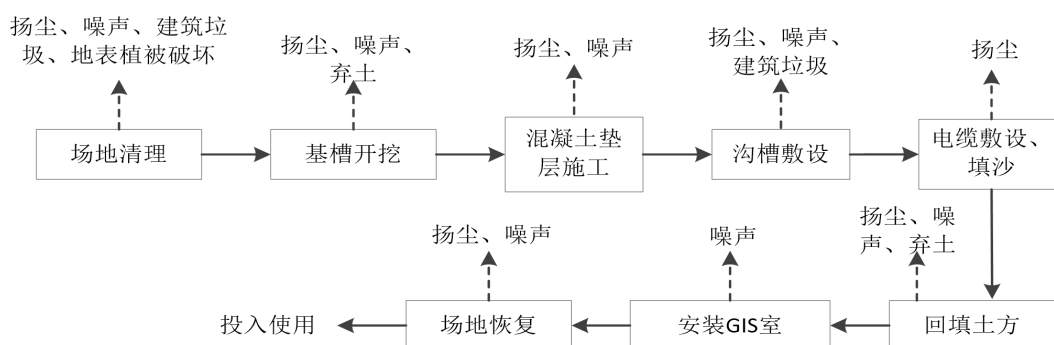 扬尘、噪声、建筑垃
圾、地表植被破坏
扬尘、噪声、
弃土
扬尘、噪声
扬尘、噪声、
建筑垃圾
扬尘
场地清理
基槽开挖
混凝土垫
层施工
沟槽敷设
电缆敷设、
填沙
扬尘、噪声
噪声
扬尘、噪
声、弃土
投入使用
场地恢复
安装GIS室
回填土方